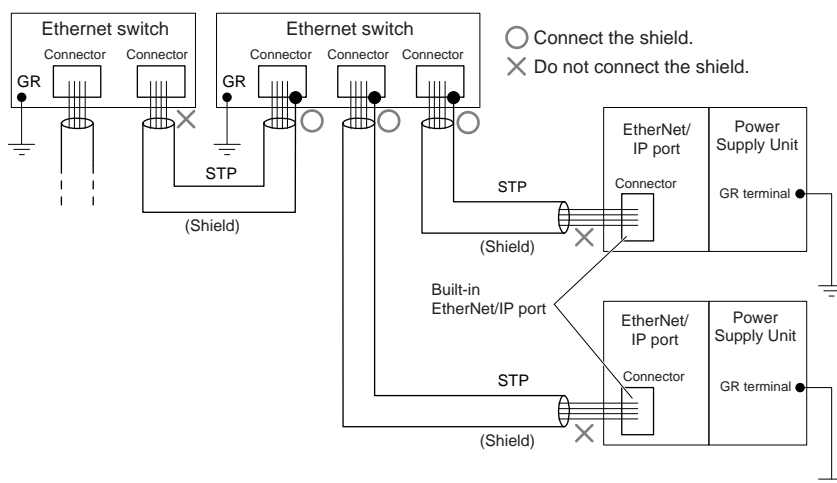 Ethernet switch
Connector Connector
GR
Ethernet switch
Connector Connector Connector
GR
Connect the shield.
Do not connect the shield.
STP
(Shield)
EtherNet/
IP port
Power
Supply Unit
Connector
GR terminal
STP
(Shield)
Built-in
EtherNet/IP port
EtherNet/
IP port
Power
Supply Unit
Connector
GR terminal
STP
(Shield)